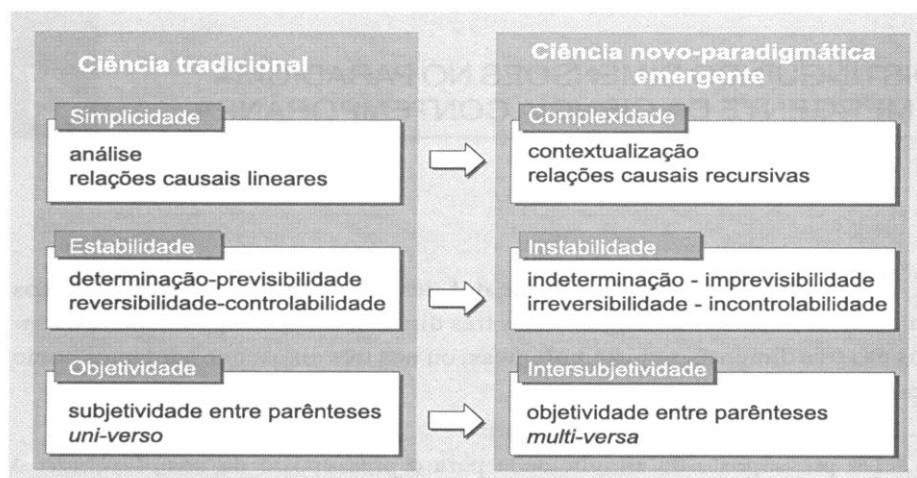 Ciência tradicional
Simplicidade
análise
relações causais lineares
Estabilidade
determinação-previsibilidade
reversibilidade-controlabilidade
Objetividade
subjetividade entre parênteses
uni-verso
Ciência novo-paradigmática
emergente
Complexidade
contextualização
relações causais recursivas
Instabilidade
indeterminação - imprevisibilidade
irreversibilidade - incontrolabilidade
Intersubjetividade
objetividade entre parênteses
multi-versa